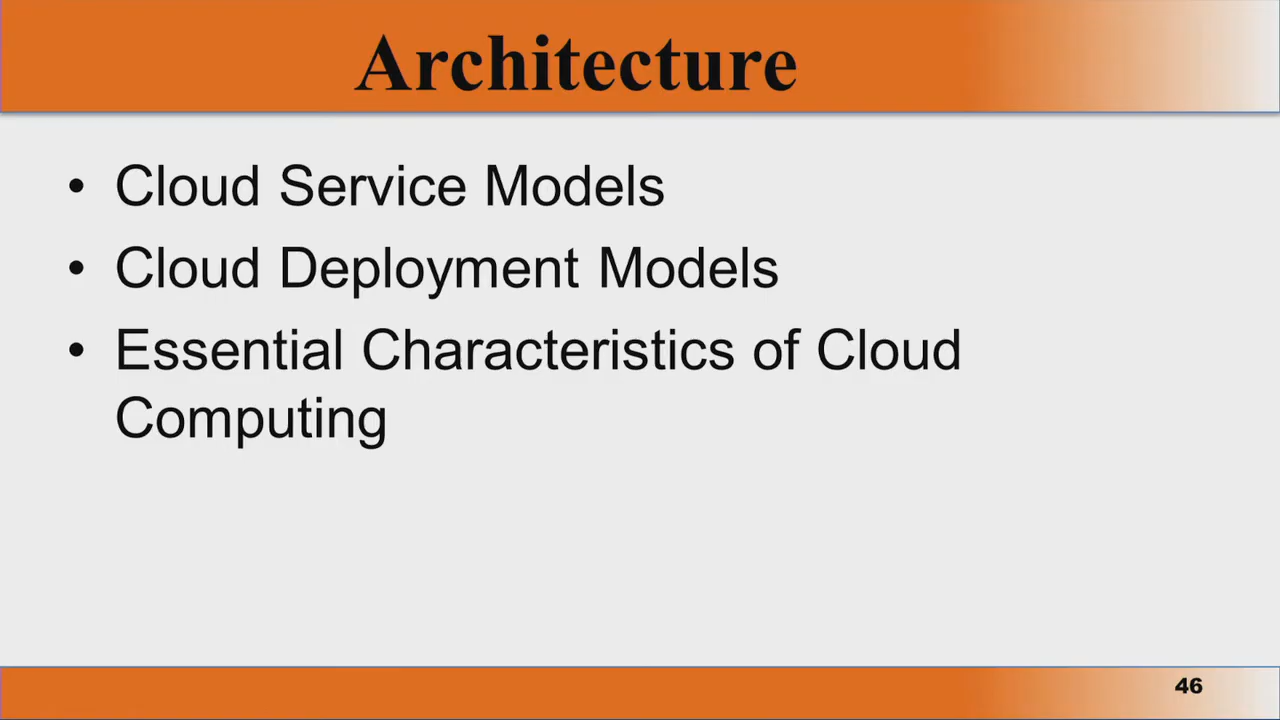 Architecture
• Cloud Service Models
• Cloud Deployment Models
• Essential Characteristics of Cloud
Computing
46